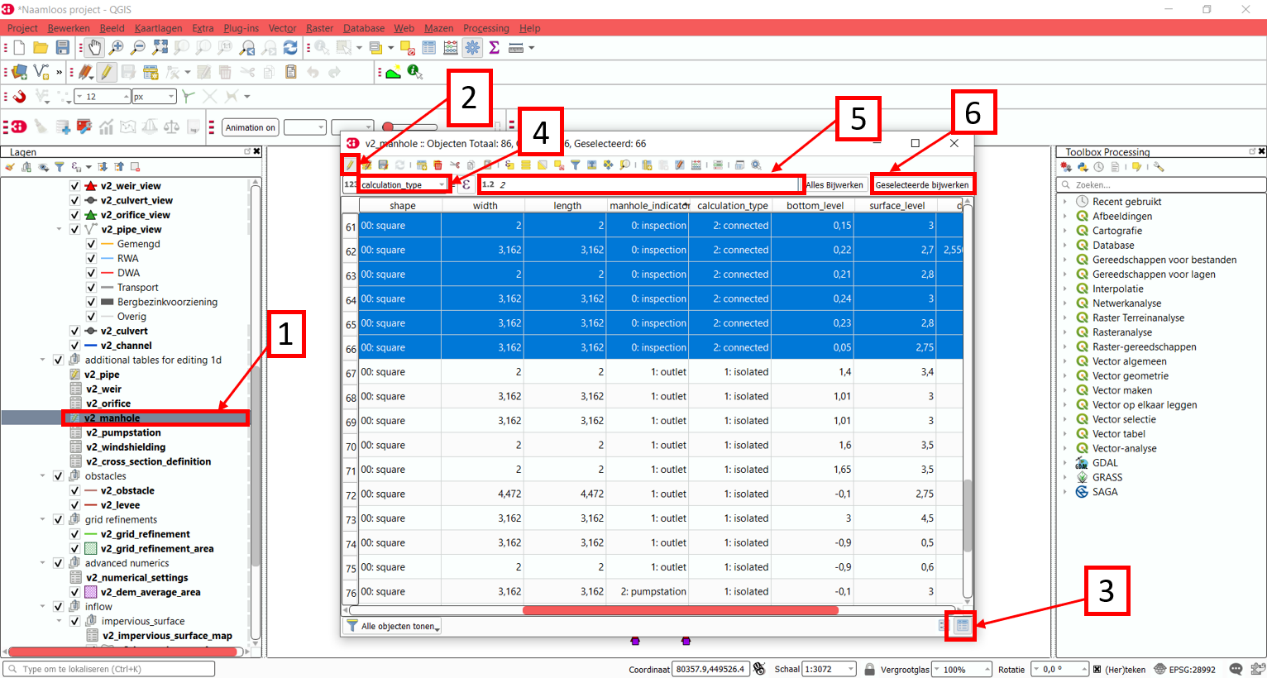 *Naamloos project - QGIS
Project Bewerken Beeld Kaartlagen Extra Plug-ins Vector Raster Database Web Mazen Processing Help
12 px
Animation on
Lagen
v2_weir_view
v2_culvert_view
v2_orifice_view
v2_pipe_view
Gemengd
RWA
DWA
Transport
Bergbezinkvoorziening
Overig
v2_culvert
v2_channel
additional tables for editing 1d
v2_pipe
v2_weir
v2_orifice
v2_manhole
v2_pumpstation
v2_windshielding
v2_cross_section_definition
obstacles
v2_obstacle
v2_levee
grid refinements
v2_grid_refinement
v2_grid_refinement_area
advanced numerics
v2_numerical_settings
v2_dem_average_area
inflow
impervious_surface
v2_impervious_surface_map
1
2
3
4
5
6
v2_manhole :: Objecten Totaal: 86, Ge 6, Geselecteerd: 66
123 calculation_type = ε 1.2 2 Alles Bijwerken Geselecteerde bijwerken
shape width length manhole_indicator calculation_type bottom_level surface_level
61 00: square 2 2 0: inspection 2: connected 0,15 3
62 00: square 3,162 3,162 0: inspection 2: connected 0,22 2,7
63 00: square 2 2 0: inspection 2: connected 0,21 2,8
64 00: square 3,162 3,162 0: inspection 2: connected 0,24 3
65 00: square 3,162 3,162 0: inspection 2: connected 0,23 2,8
66 00: square 3,162 3,162 0: inspection 2: connected 0,05 2,75
67 00: square 2 2 1: outlet 1: isolated 1,4 3,4
68 00: square 3,162 3,162 1: outlet 1: isolated 1,01 3
69 00: square 3,162 3,162 1: outlet 1: isolated 1,01 3
70 00: square 2 2 1: outlet 1: isolated 1,6 3,5
71 00: square 2 2 1: outlet 1: isolated 1,65 3,5
72 00: square 4,472 4,472 1: outlet 1: isolated -0,1 2,75
73 00: square 3,162 3,162 1: outlet 1: isolated 3 4,5
74 00: square 3,162 3,162 1: outlet 1: isolated -0,9 0,5
75 00: square 2 2 1: outlet 1: isolated -0,9 0,6
76 00: square 3,162 3,162 2: pumpstation 1: isolated -0,1 3
Alle objecten tonen
Toolbox Processing
Zoeken...
Recent gebruikt
Afbeeldingen
Cartografie
Database
Gereedschappen voor bestanden
Gereedschappen voor lagen
Interpolatie
Netwerkanalyse
Raster Terreinanalyse
Rasteranalyse
Raster-gereedschappen
Vector algemeen
Vector geometrie
Vector maken
Vector op elkaar leggen
Vector selectie
Vector tabel
Vector-analyse
GDAL
GRASS
SAGA
Type om te lokaliseren (Ctrl+K)
Coordinaat 80357.9,449526.4 Schaal 1:3072 Vergrootglas 100% Rotatie 0,0 ° (Her)teken EPSG:28992